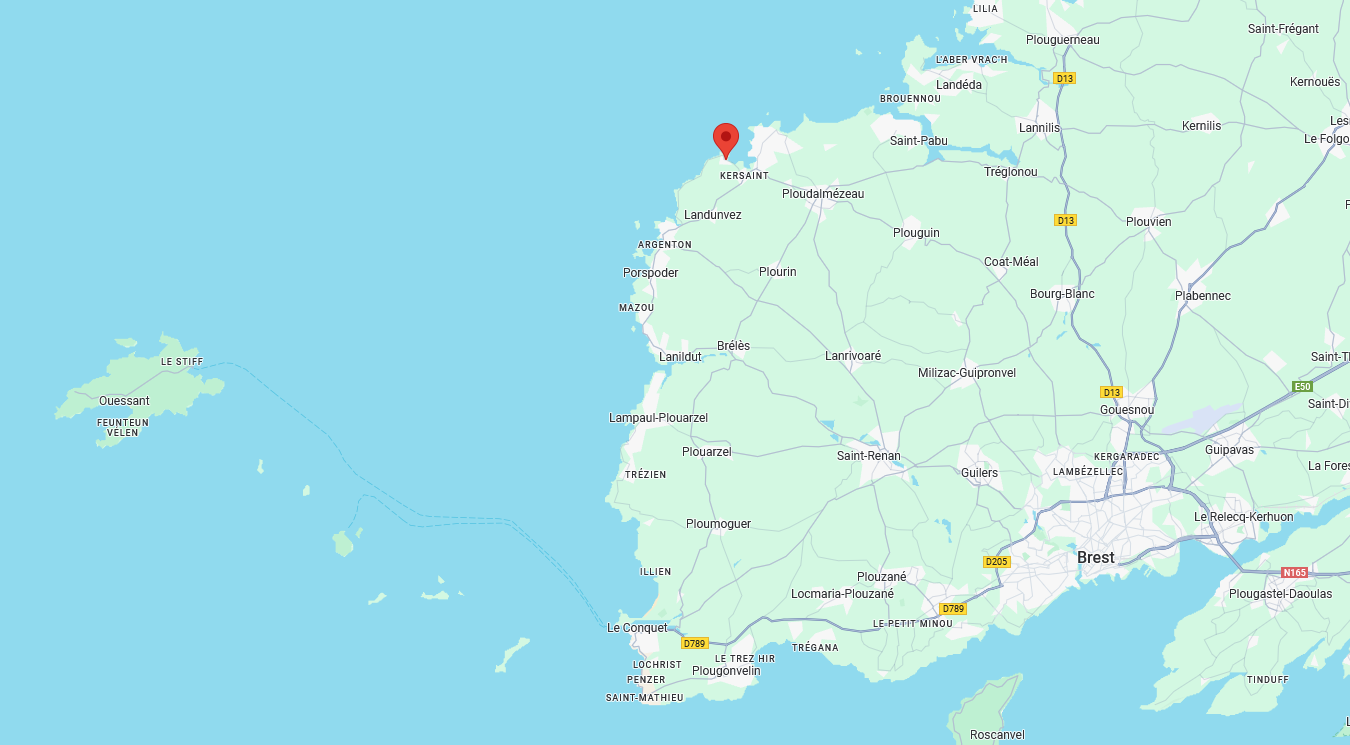 LILIA
Saint-Frégant
Plouguerneau
L'ABER VRAC'H
D13
Kernouës
Landéda
BROUENNOU
Lannilis
Kernilis
Les
Le Folgo
Saint-Pabu
KERSAINT
Tréglonou
Ploudalmézeau
Landunvez
D13
Plouvien
Plouguin
ARGENTON
Coat-Méal
Porspoder
Plourin
Bourg-Blanc
Plabennec
MAZOU
Brélès
Lanildut
Lanrivoaré
Saint-T
LE STIFF
Milizac-Guipronvel
E50
D13
Ouessant
Saint-Di
Gouesnou
Lampaul-Plouarzel
FEUNTEUN
VELEN
Plouarzel
Saint-Renan
KERGARADEC
Guipavas
La Fores
TRÉZIEN
Guilers
LAMBÉZELLEC
Le Relecq-Kerhuon
Ploumoguer
Brest
D205
ILLIEN
Plouzané
N165
Locmaria-Plouzané
Plougastel-Daoulas
D789
LE PETIT MINOU
Le Conquet
D789
TRÉGANA
LE TREZ HIR
LOCHRIST
Plougonvelin
PENZER
TINDUFF
SAINT-MATHIEU
Roscanvel